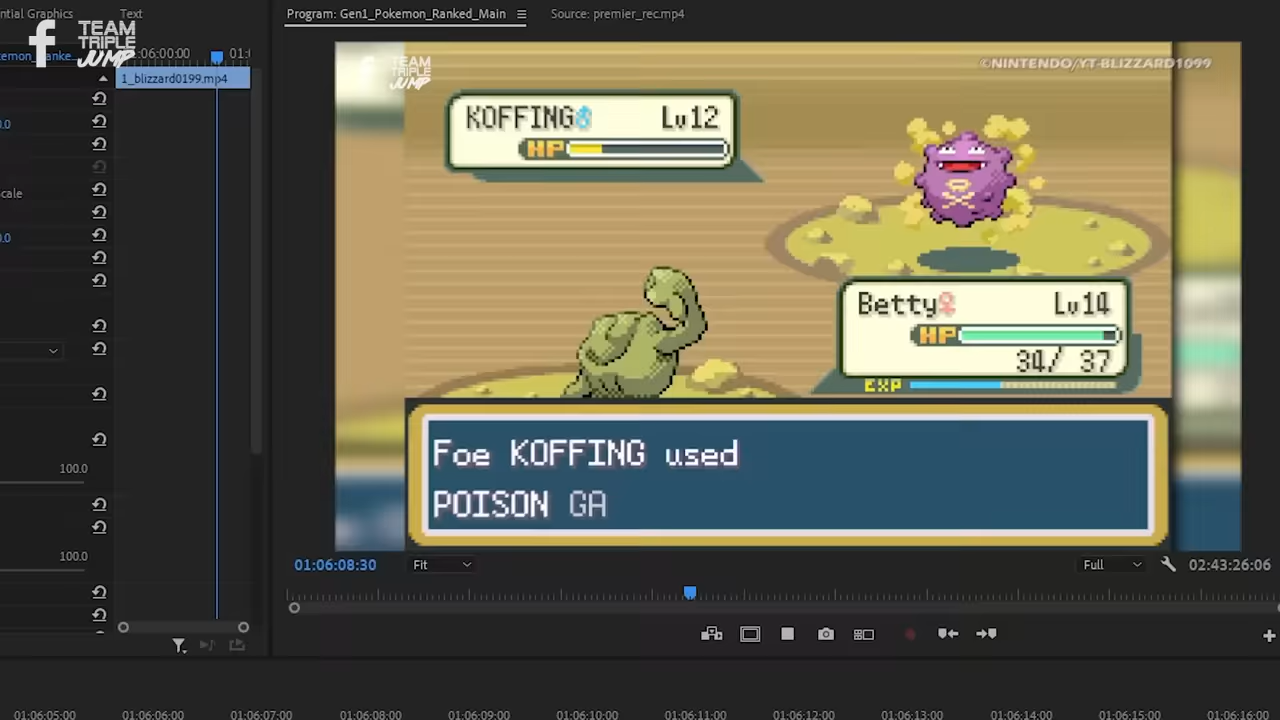 ntial Graphics
Text
Program: Gen1_Pokemon_Ranked_Main
Source: premier_rec.mp4
f
TEAM
TRIPLE
JUMP
:06:00:00
1_blizzard0199.mp4
TEAM
TRIPLE
JUMP
©NINTENDO/YT-BLIZZARD1099
KOFFING♂ Lv12
HP
Betty♀ Lv14
HP
34/ 37
EXP
Foe KOFFING used
POISON GA
cale
100.0
100.0
01:06:08:30
Fit
Full
02:43:26:06
01:06:05:00
01:06:06:00
01:06:07:00
01:06:08:00
01:06:09:00
01:06:10:00
01:06:11:00
01:06:12:00
01:06:13:00
01:06:14:00
01:06:15:00
01:06:16:00